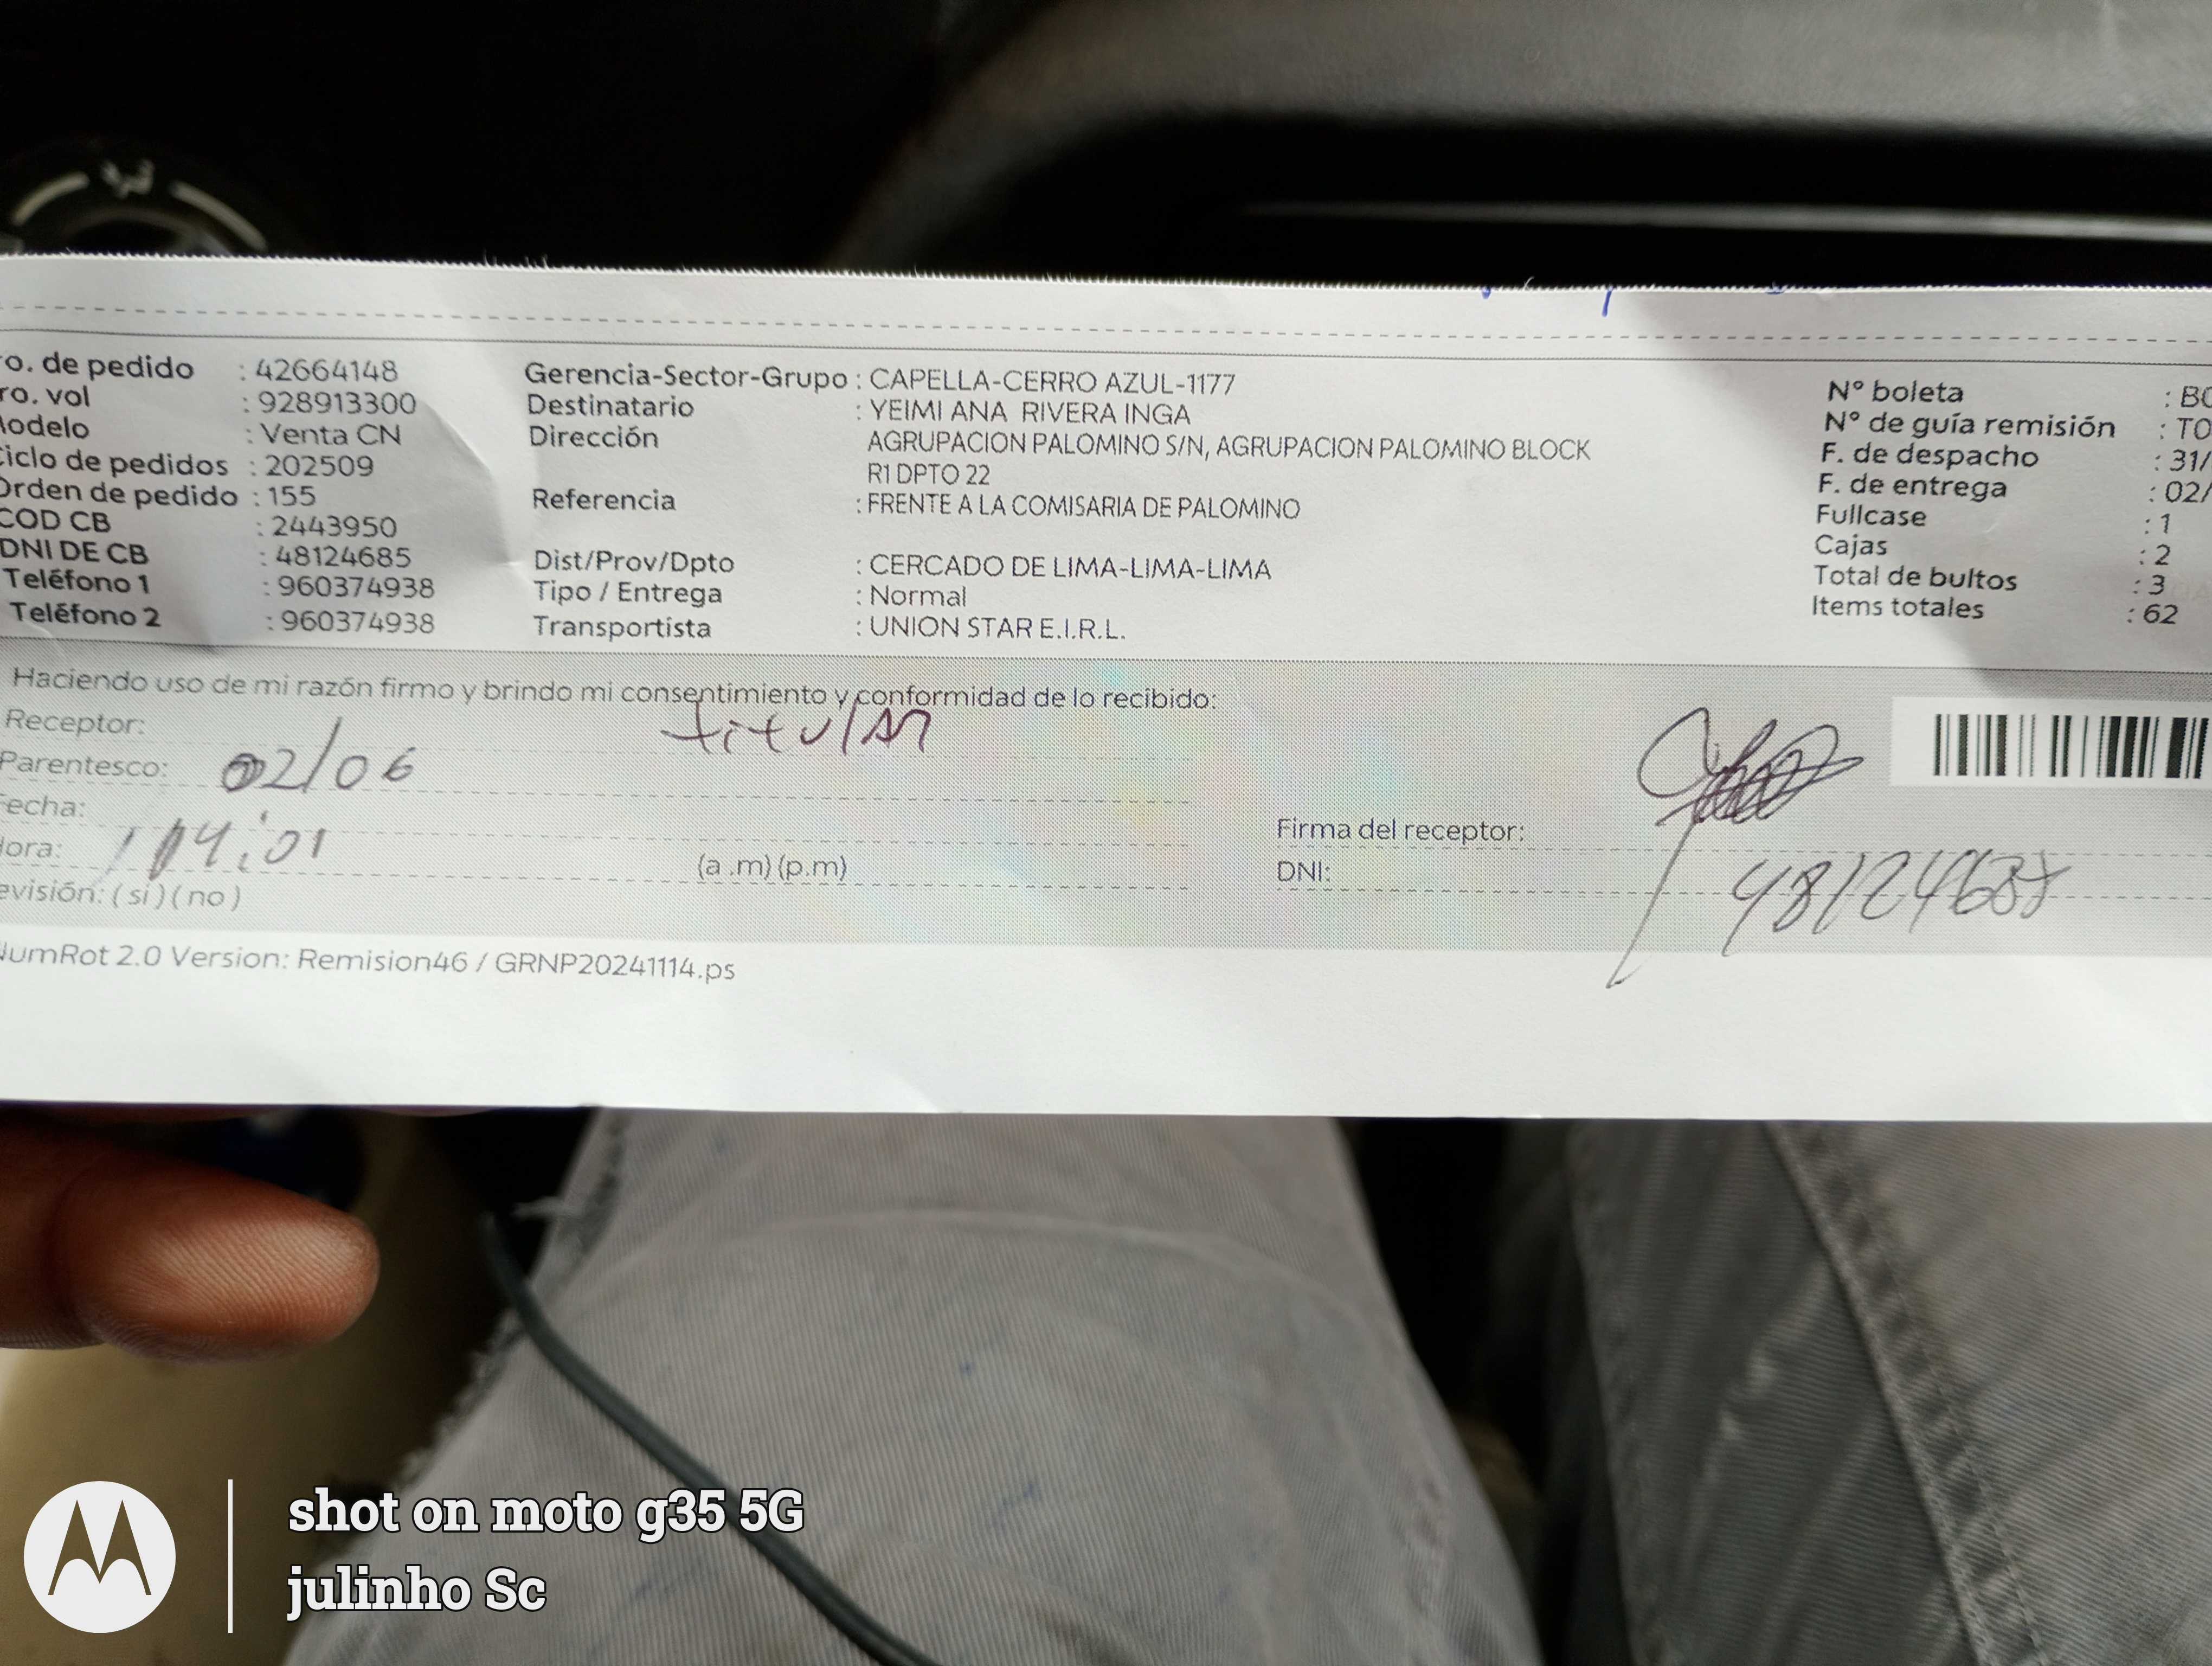 ro. de pedido : 42664148
ro. vol : 928913300
Modelo : Venta CN
Ciclo de pedidos : 202509
Orden de pedido : 155
COD CB : 2443950
DNI DE CB : 48124685
Teléfono 1 : 960374938
Teléfono 2 : 960374938
Gerencia-Sector-Grupo : CAPELLA-CERRO AZUL-1177
Destinatario : YEIMI ANA RIVERA INGA
Dirección AGRUPACION PALOMINO S/N, AGRUPACION PALOMINO BLOCK
R1 DPTO 22
Referencia : FRENTE A LA COMISARIA DE PALOMINO
Dist/Prov/Dpto : CERCADO DE LIMA-LIMA-LIMA
Tipo / Entrega : Normal
Transportista : UNION STAR E.I.R.L.
N° boleta : BC
N° de guía remisión : TO
F. de despacho : 31/
F. de entrega : 02/
Fullcase : 1
Cajas : 2
Total de bultos : 3
Items totales : 62
Haciendo uso de mi razón firmo y brindo mi consentimiento y conformidad de lo recibido:
Receptor: titular
Parentesco: 02/06
Fecha:
Hora: 14:01 (a .m) (p.m)
evisión: ( si ) ( no )
Firma del receptor:
DNI: 48124685
NumRot 2.0 Version: Remision46 / GRNP20241114.ps
shot on moto g35 5G
julinho Sc